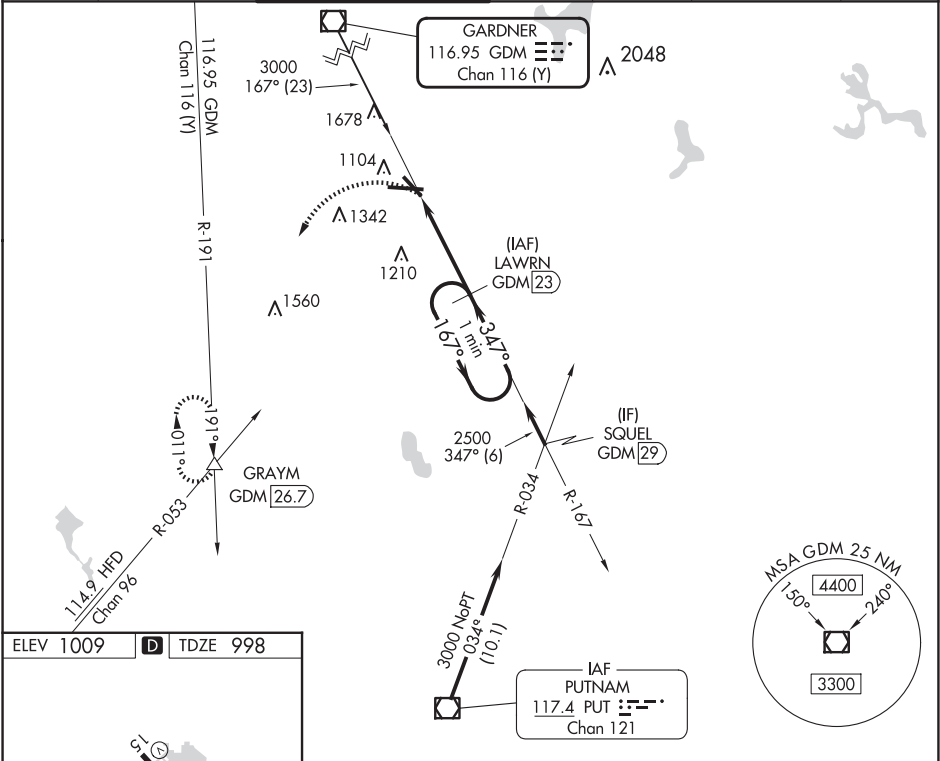 GARDNER
116.95 GDM
Chan 116 (Y)
2048
116.95 GDM
Chan 116 (Y)
3000
167° (23)
1678
1104
1342
R-191
1210
(IAF)
LAWRN
GDM 23
1560
167°
1 min
347°
191°
011°
(IF)
SQUEL
GDM 29
2500
347° (6)
GRAYM
GDM 26.7
R-053
R-034
R-167
114.9 HFD
Chan 96
MSA GDM 25 NM
4400
150°
240°
3300
3000 NoPT
034°
(10.1)
ELEV 1009
D
TDZE 998
IAF
PUTNAM
117.4 PUT
Chan 121
15
V